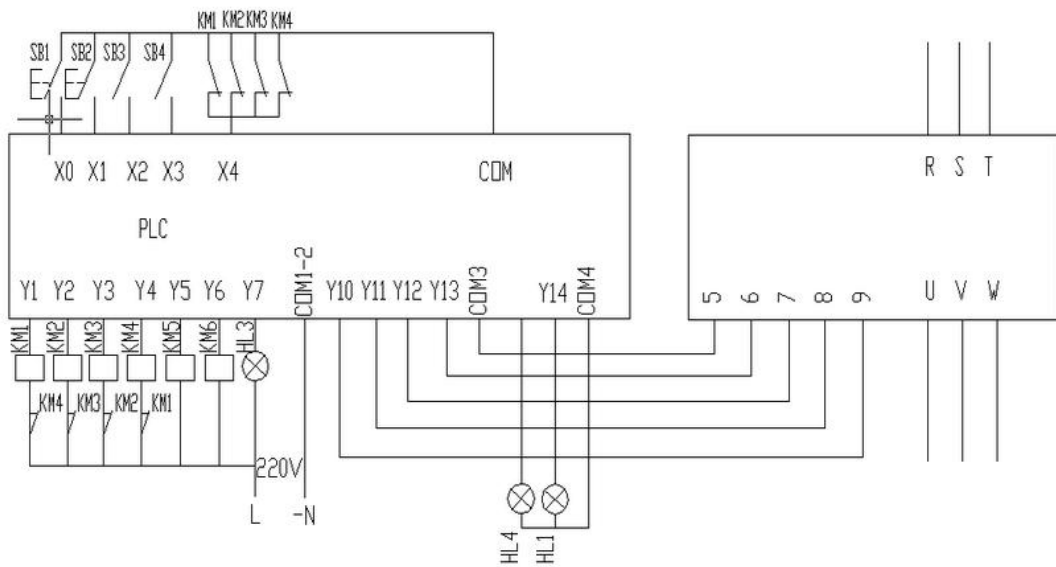 KM1 KM2 KM3 KM4
SB1 SB2 SB3 SB4
X0 X1 X2 X3 X4 COM
R S T
PLC
Y1 Y2 Y3 Y4 Y5 Y6 Y7 COM1-2 Y10 Y11 Y12 Y13 COM3 Y14 COM4
5 6 7 8 9 U V W
KM1 KM2 KM3 KM4 KM5 KM6 HL3
KM4 KM3 KM2 KM1
220V
L -N
HL4 HL1